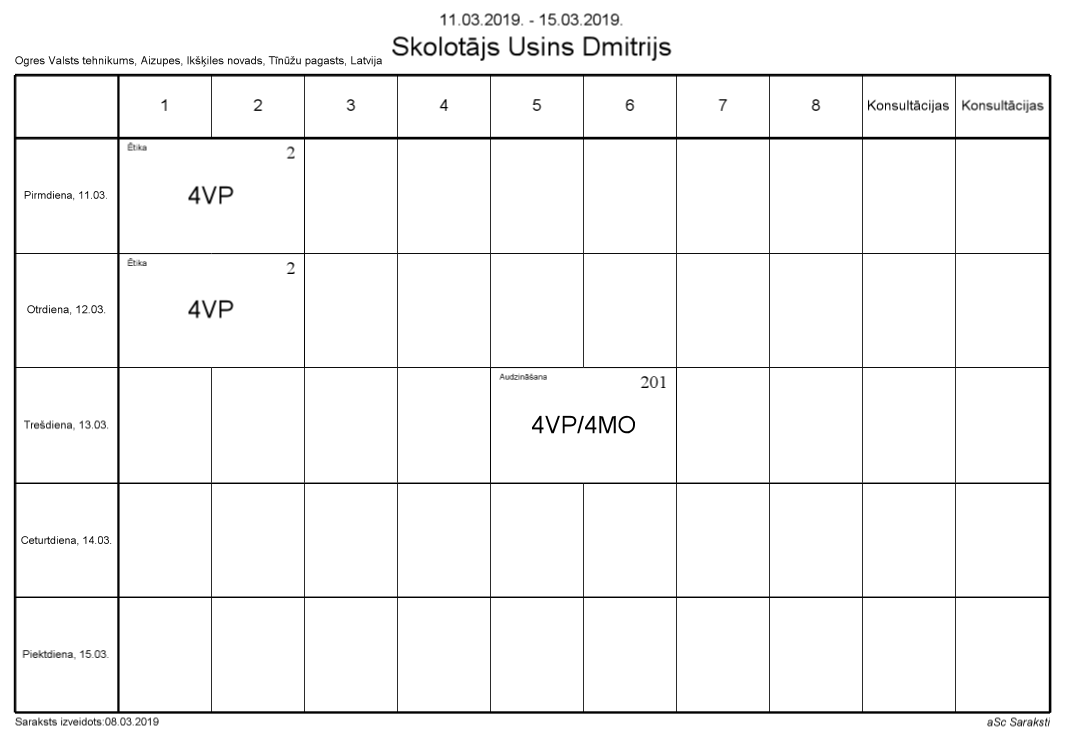 11.03.2019. - 15.03.2019.
Skolotājs Usins Dmitrijs
Ogres Valsts tehnikums, Aizupes, Ikšķiles novads, Tīnūžu pagasts, Latvija
1 2 3 4 5 6 7 8 Konsultācijas Konsultācijas
Ētika 2
Pirmdiena, 11.03. 4VP
Ētika 2
Otrdiena, 12.03. 4VP
Audzināšana 201
Trešdiena, 13.03. 4VP/4MO
Ceturtdiena, 14.03.
Piektdiena, 15.03.
Saraksts izveidots:08.03.2019 aSc Saraksti